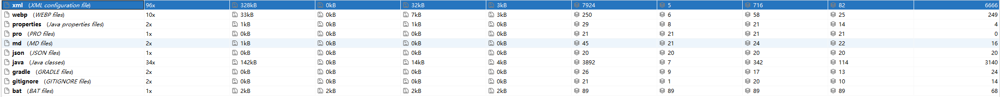 xml (XML configuration file) 96x 328kB 0kB 32kB 3kB 7924 5 716 82 6666
webp (WEBP files) 10x 33kB 0kB 7kB 3kB 250 6 58 25 249
properties (Java properties files) 2x 1kB 0kB 1kB 0kB 29 8 21 14 4
pro (PRO files) 1x 0kB 0kB 0kB 0kB 21 21 21 21 0
md (MD files) 2x 1kB 0kB 0kB 0kB 45 21 24 22 16
json (JSON files) 1x 0kB 0kB 0kB 0kB 20 20 20 20 20
java (Java classes) 34x 142kB 0kB 14kB 4kB 3892 7 342 114 3140
gradle (GRADLE files) 2x 0kB 0kB 0kB 0kB 26 9 17 13 24
gitignore (GITIGNORE files) 2x 0kB 0kB 0kB 0kB 21 1 20 10 14
bat (BAT files) 1x 2kB 2kB 2kB 2kB 89 89 89 89 68